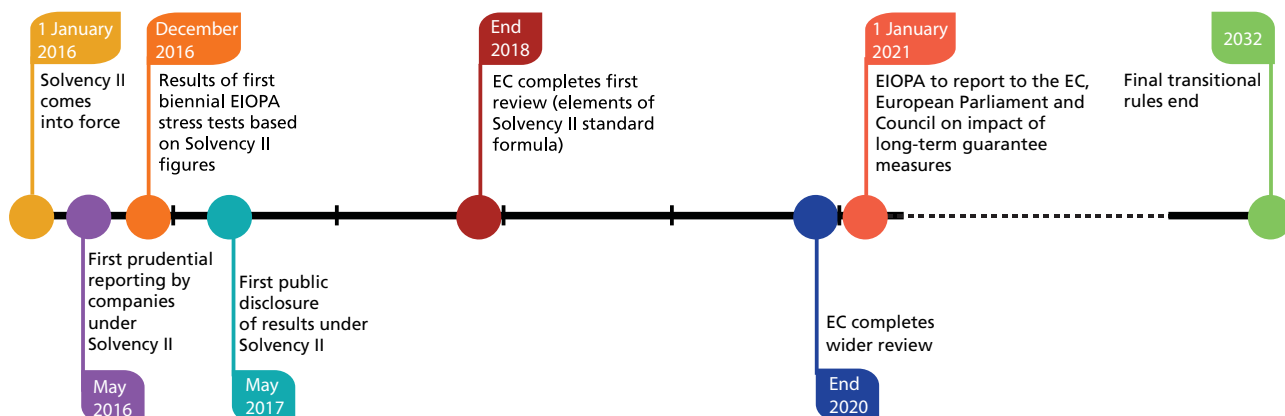 1 January
2016
Solvency II
comes
into force
December
2016
Results of first
biennial EIOPA
stress tests based
on Solvency II
figures
End
2018
EC completes first
review (elements of
Solvency II standard
formula)
1 January
2021
EIOPA to report to the EC,
European Parliament and
Council on impact of
long-term guarantee
measures
2032
Final transitional
rules end
First prudential
reporting by
companies
under
Solvency II
May
2016
First public
disclosure
of results under
Solvency II
May
2017
EC completes
wider review
End
2020